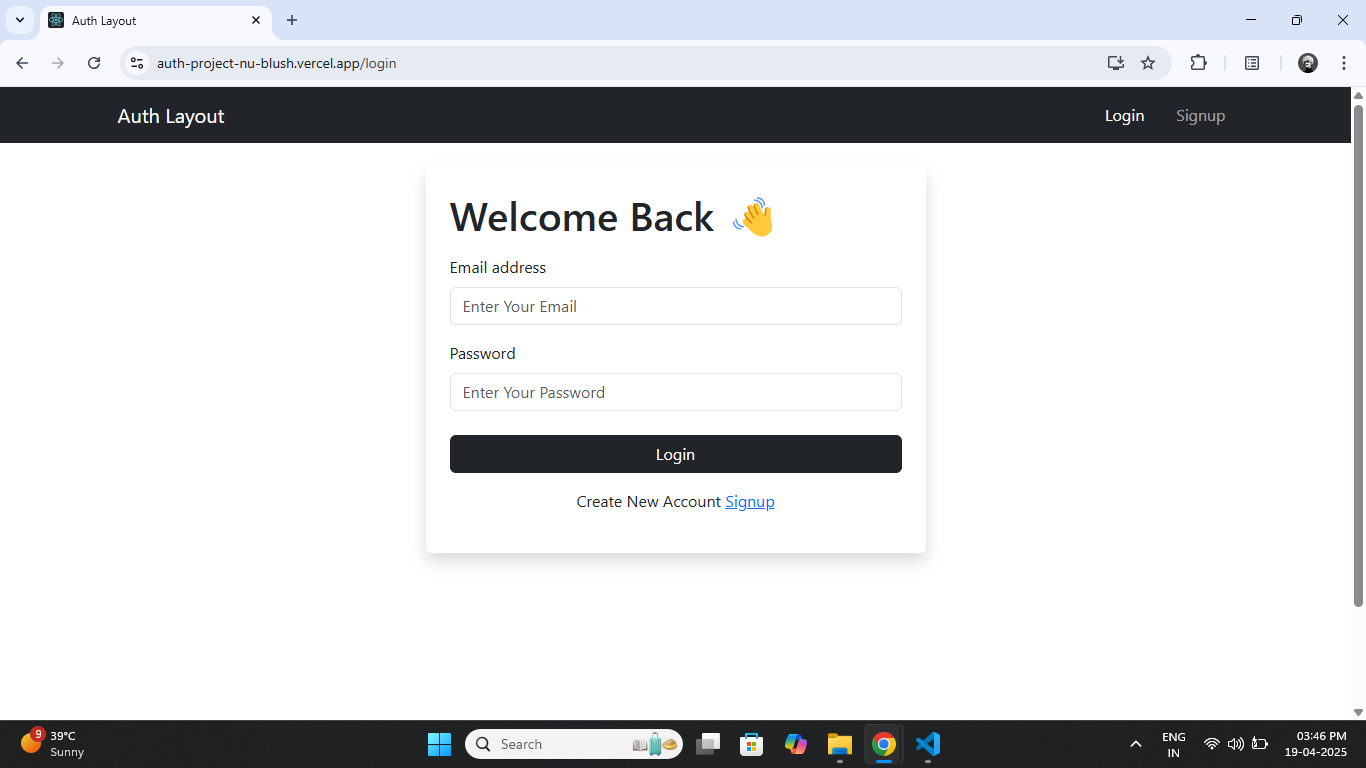 Auth Layout
auth-project-nu-blush.vercel.app/login
Auth Layout
Login
Signup
Welcome Back 👋
Email address
Enter Your Email
Password
Enter Your Password
Login
Create New Account Signup
9
39°C
Sunny
Search
ENG
IN
03:46 PM
19-04-2025